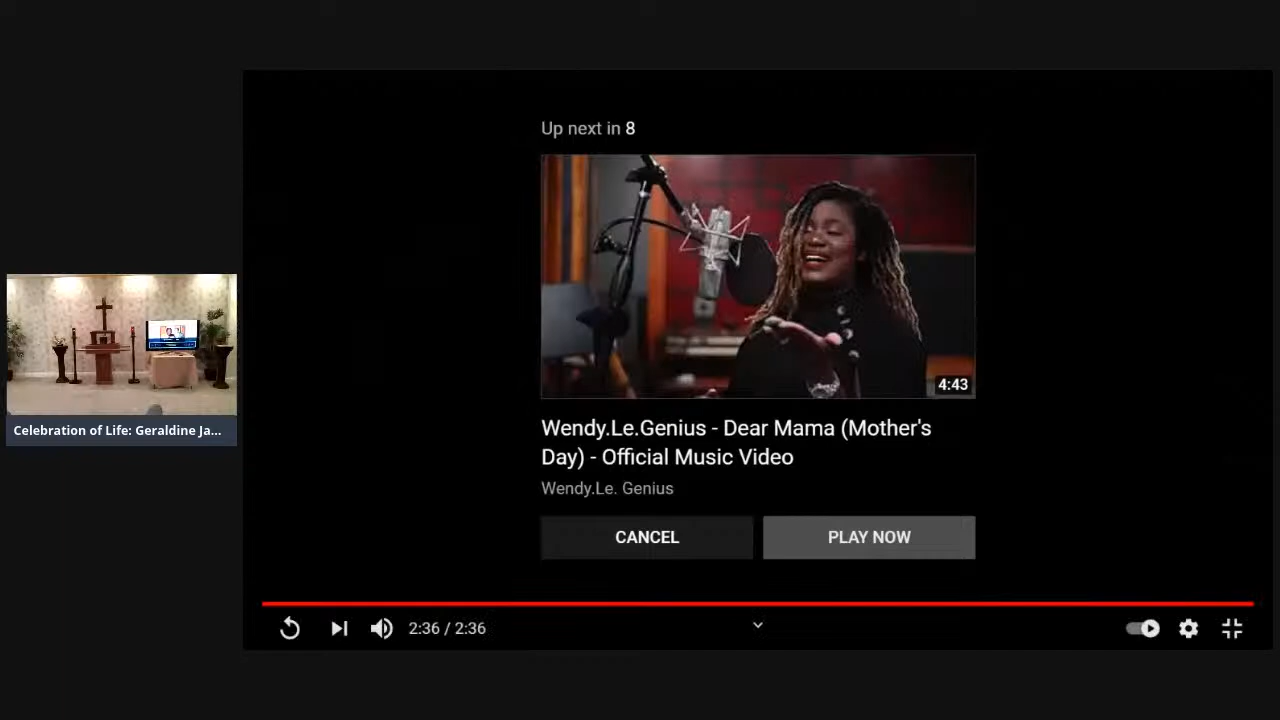 Up next in 8
4:43
Wendy.Le.Genius - Dear Mama (Mother's
Day) - Official Music Video
Wendy.Le. Genius
CANCEL
PLAY NOW
Celebration of Life: Geraldine Ja...
2:36 / 2:36